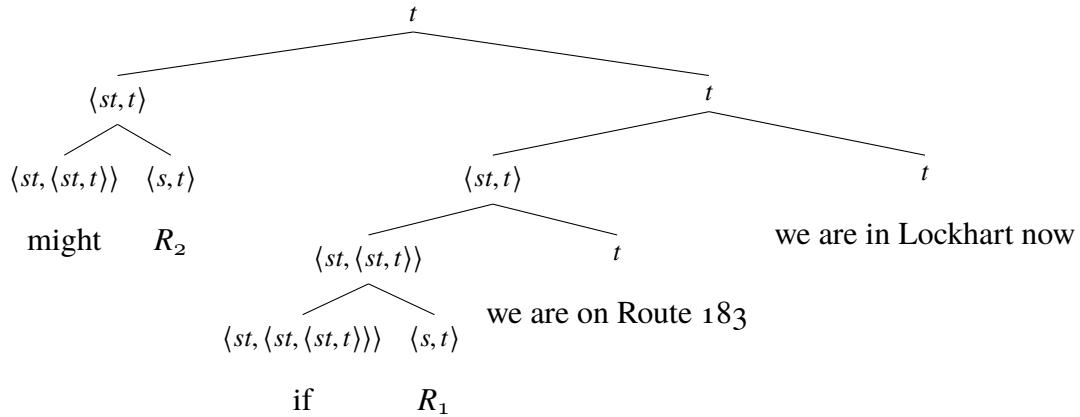 t
⟨st, t⟩ t
⟨st, ⟨st, t⟩⟩ ⟨s, t⟩ ⟨st, t⟩ t
might R₂ we are in Lockhart now
⟨st, ⟨st, t⟩⟩ t
we are on Route 183
⟨st, ⟨st, ⟨st, t⟩⟩⟩ ⟨s, t⟩
if R₁